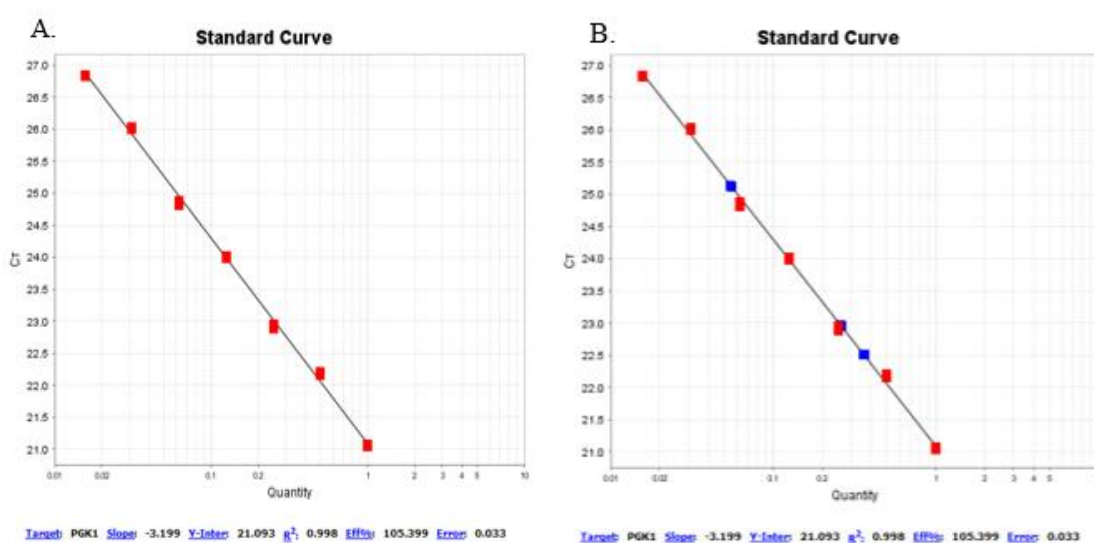 A.
Standard Curve
27.0
26.5
26.0
25.5
25.0
24.5
24.0
23.5
23.0
22.5
22.0
21.5
21.0
CT
0.01 0.02 0.1 0.2 1 2 3 4 5 10
Quantity
Target: PGK1 Slope: -3.199 Y-Inter: 21.093 R²: 0.998 Eff%: 105.399 Error: 0.033
B.
Standard Curve
27.0
26.5
26.0
25.5
25.0
24.5
24.0
23.5
23.0
22.5
22.0
21.5
21.0
CT
0.01 0.02 0.1 0.2 1 2 3 4 5
Quantity
Target: PGK1 Slope: -3.199 Y-Inter: 21.093 R²: 0.998 Eff%: 105.399 Error: 0.033